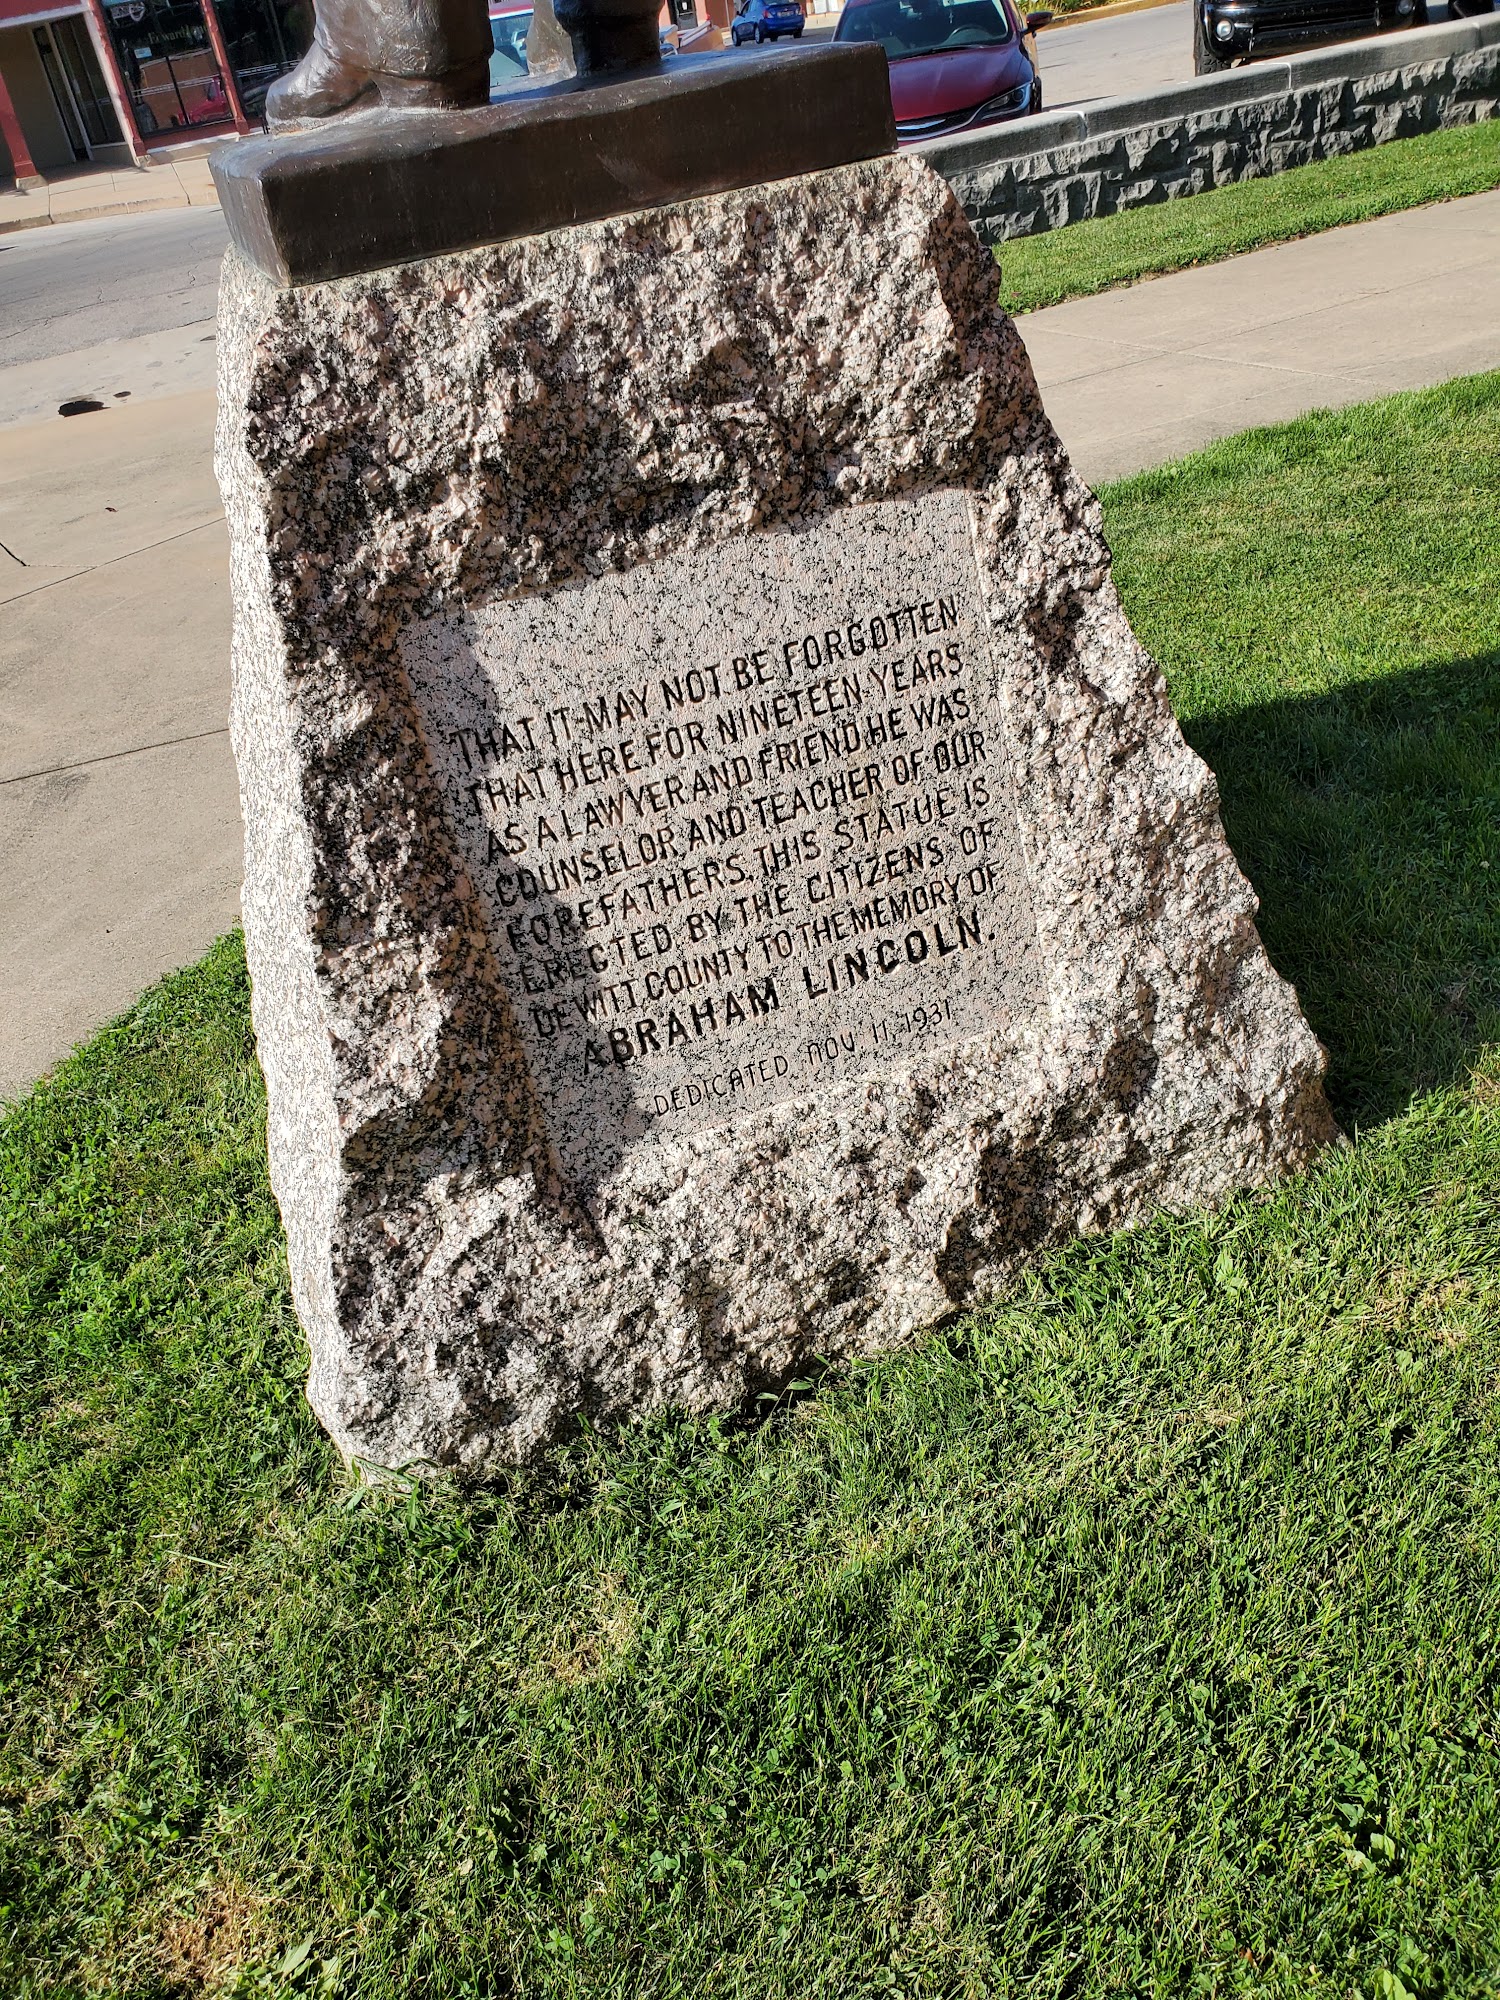 THAT IT MAY NOT BE FORGOTTEN
THAT HERE FOR NINETEEN YEARS
AS A LAWYER AND FRIEND HE WAS
COUNSELOR AND TEACHER OF OUR
FOREFATHERS. THIS STATUE IS
ERECTED BY THE CITIZENS OF
DE WITT COUNTY TO THE MEMORY OF
ABRAHAM LINCOLN.
DEDICATED NOV 11, 1931